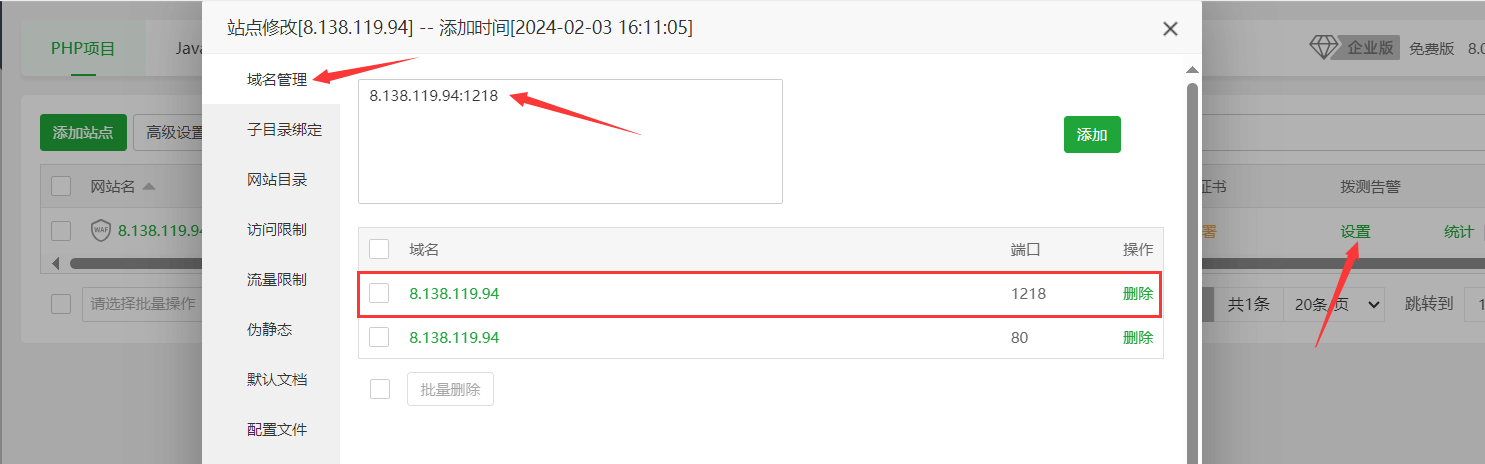 站点修改[8.138.119.94] -- 添加时间[2024-02-03 16:11:05]
PHP项目
Java
企业版 免费版 8.0
域名管理
8.138.119.94:1218
添加
子目录绑定
网站目录
访问限制
流量限制
伪静态
默认文档
配置文件
添加站点 高级设置
网站名
WAF 8.138.119.94
请选择批量操作
域名 端口 操作
8.138.119.94 1218 删除
8.138.119.94 80 删除
批量删除
证书 拨测告警
署 设置 统计
共1条 20条/页 跳转到 1